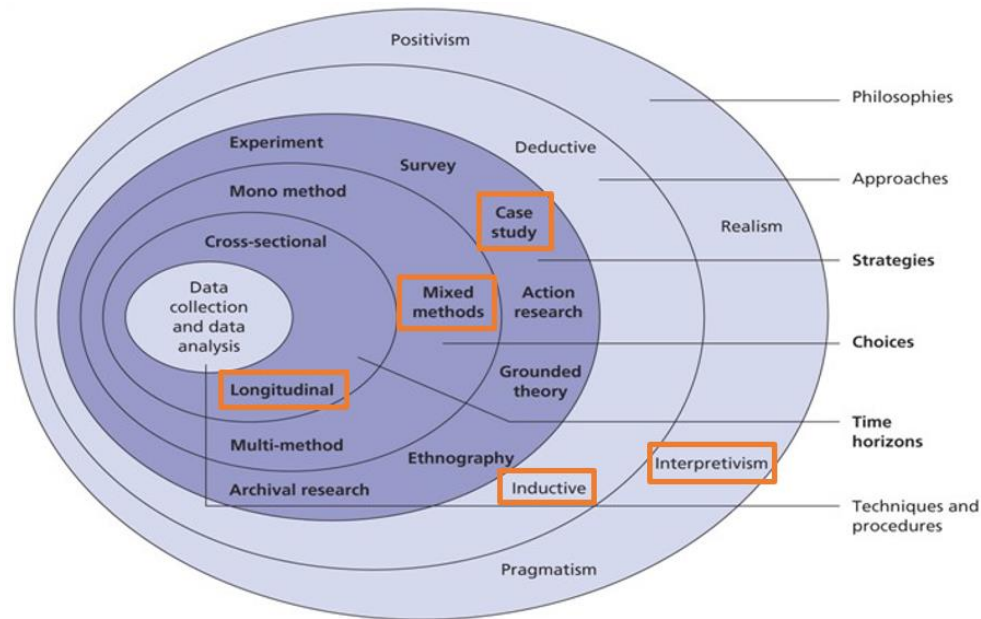 Positivism
Philosophies
Experiment
Deductive
Survey
Approaches
Mono method
Case
study
Realism
Cross-sectional
Strategies
Data
collection
and data
analysis
Mixed
methods
Action
research
Choices
Longitudinal
Grounded
theory
Time
horizons
Multi-method
Ethnography
Interpretivism
Archival research
Inductive
Techniques and
procedures
Pragmatism